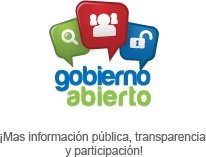 gobierno
abierto
¡Mas información pública, transparencia
y participación!